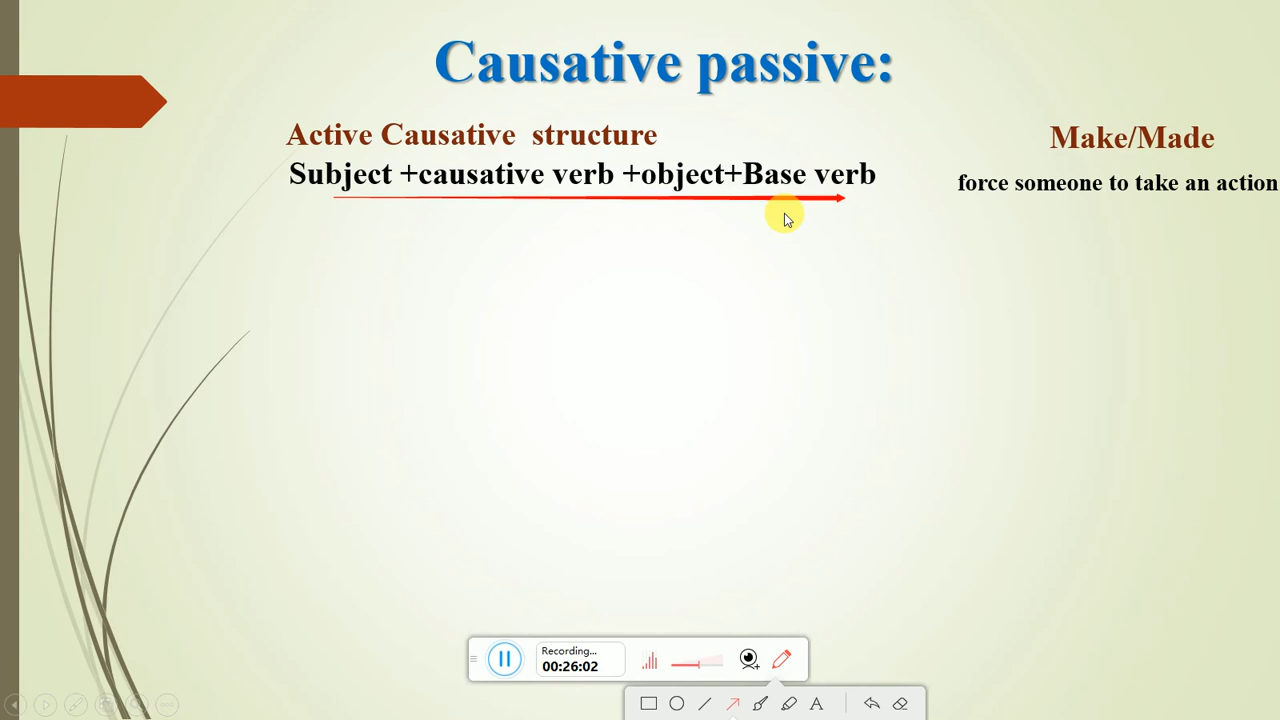 Causative passive:
Active Causative structure
Subject +causative verb +object+Base verb
Make/Made
force someone to take an action
Recording...
00:26:02
A